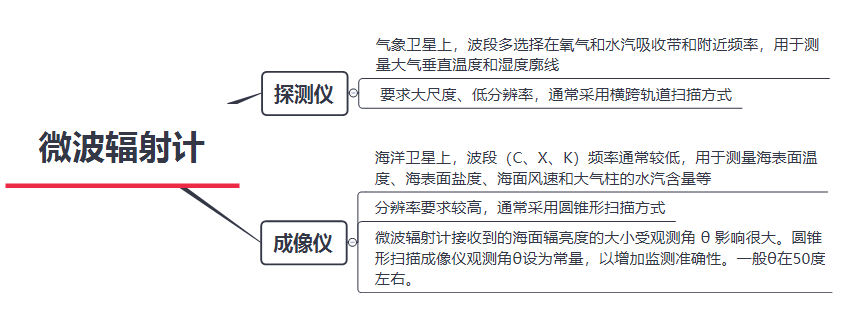 微波辐射计
探测仪
气象卫星上，波段多选择在氧气和水汽吸收带和附近频率，用于测
量大气垂直温度和湿度廓线
要求大尺度、低分辨率，通常采用横跨轨道扫描方式
成像仪
海洋卫星上，波段（C、X、K）频率通常较低，用于测量海表面温
度、海表面盐度、海面风速和大气柱的水汽含量等
分辨率要求较高，通常采用圆锥形扫描方式
微波辐射计接收到的海面辐亮度的大小受观测角 θ 影响很大。圆锥
形扫描成像仪观测角θ设为常量，以增加监测准确性。一般θ在50度
左右。